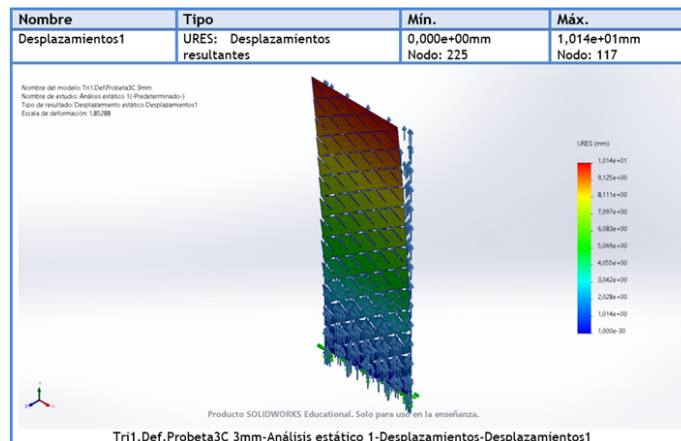 Nombre Tipo Mín. Máx.
Desplazamientos1 URES: Desplazamientos resultantes 0,000e+00mm Nodo: 225 1,014e+01mm Nodo: 117
Nombre del modelo: Tri1.Def.Probeta3C 3mm
Nombre de estudio: Análisis estático 1(-Predeterminado-)
Tipo de resultado: Desplazamiento estático Desplazamientos1
Escala de deformación: 1,85288
URES (mm)
1,014e+01
9,125e+00
8,111e+00
7,097e+00
6,083e+00
5,069e+00
4,055e+00
3,042e+00
2,028e+00
1,014e+00
1,000e-30
Producto SOLIDWORKS Educational. Solo para uso en la enseñanza.
Tri1.Def.Probeta3C 3mm-Análisis estático 1-Desplazamientos-Desplazamientos1